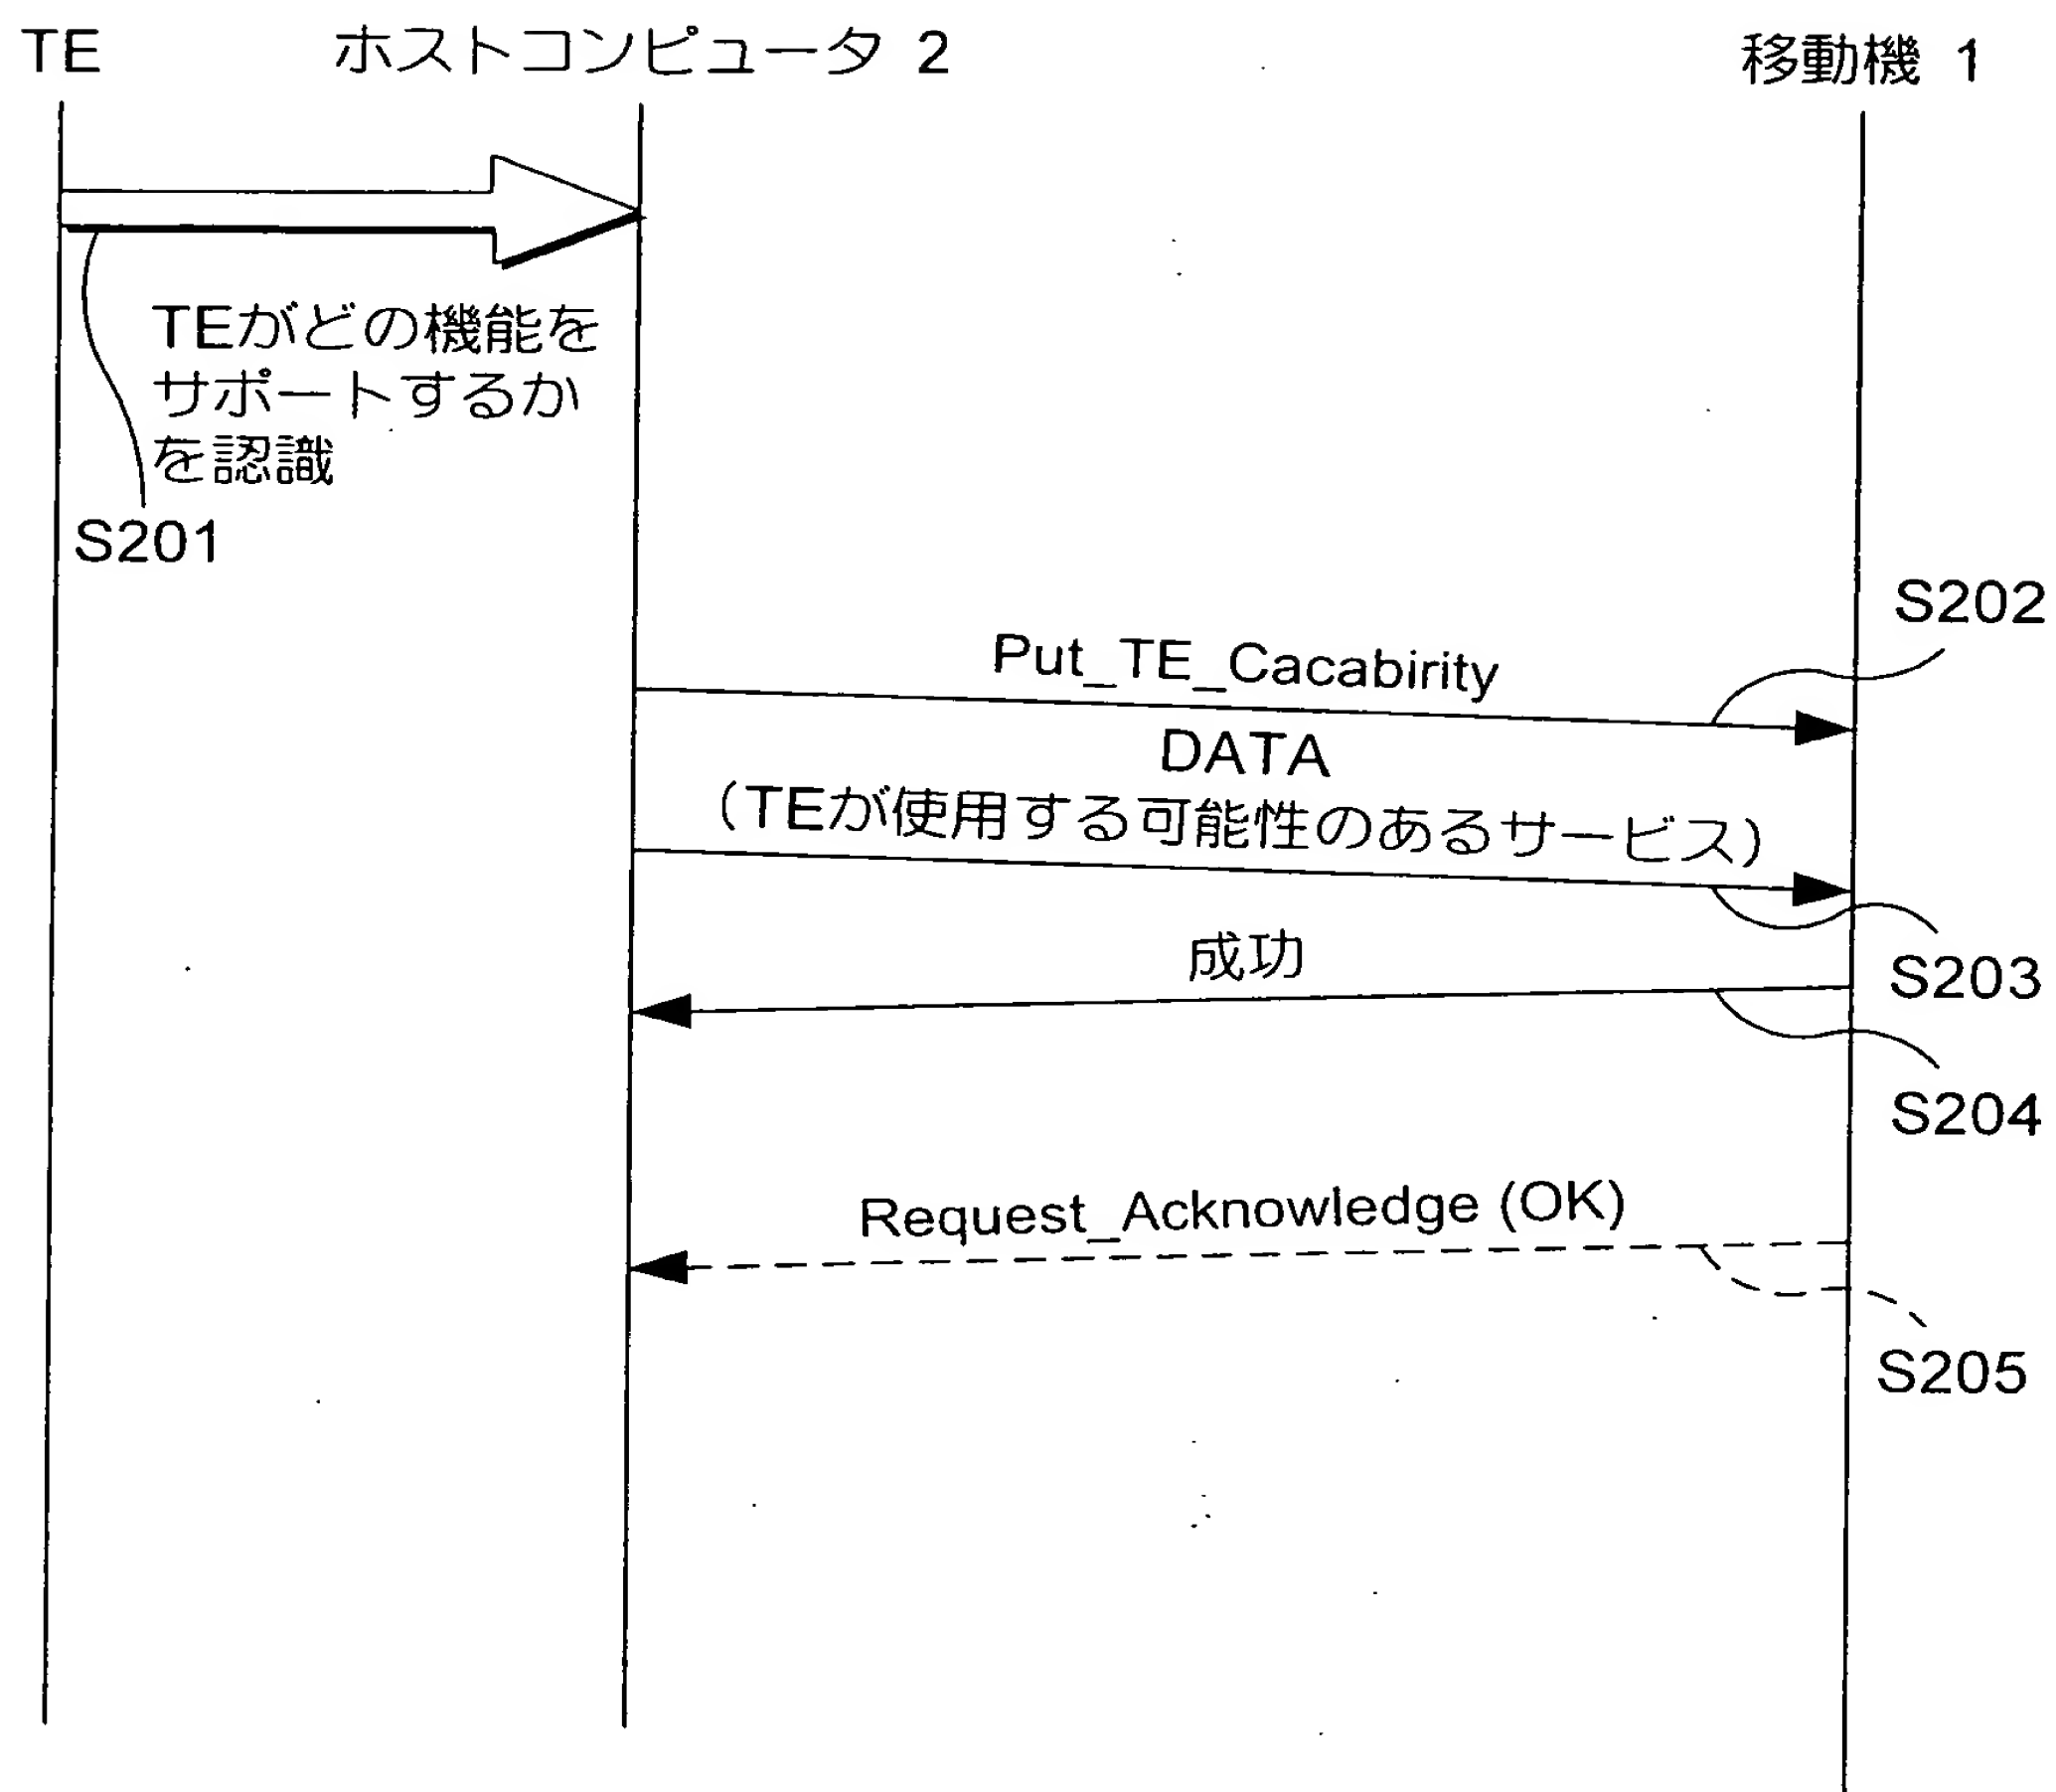 TE
ホストコンピュータ 2
移動機 1
TEがどの機能を
サポートするか
を認識
S201
S202
Put_TE_Cacabirity
DATA
（TEが使用する可能性のあるサービス）
S203
成功
S204
Request_Acknowledge (OK)
S205